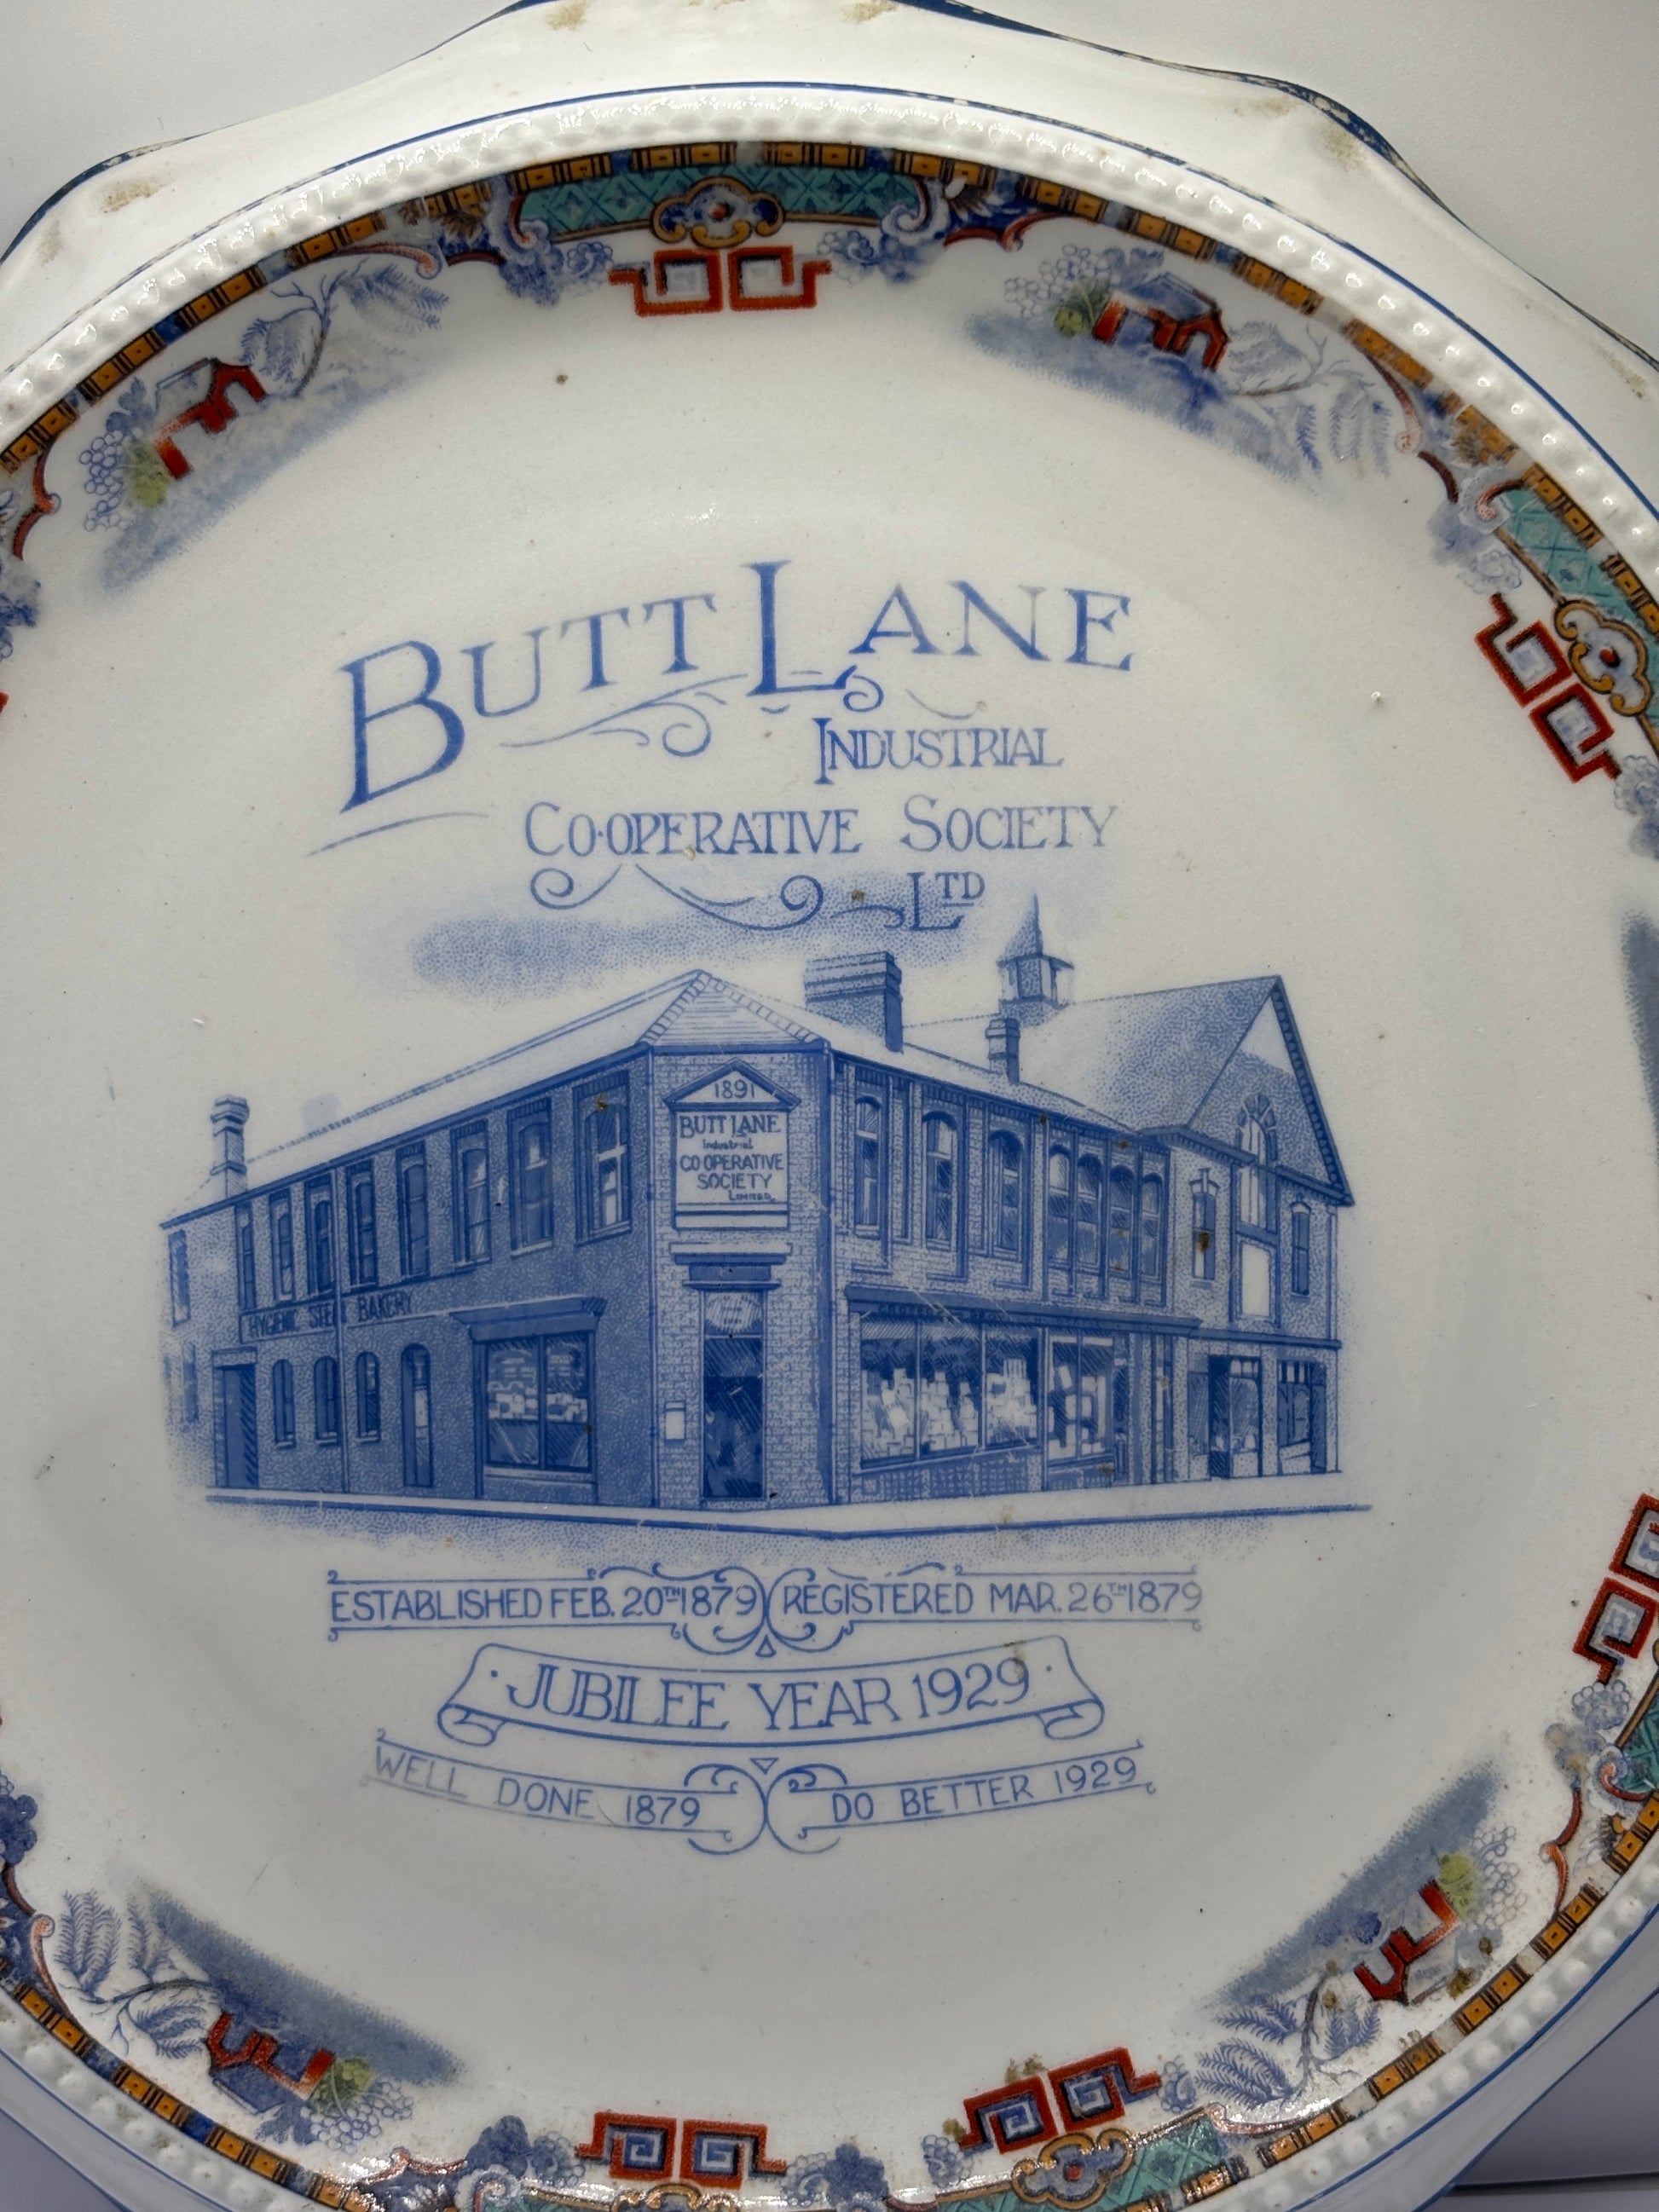 BUTT LANE
INDUSTRIAL
CO-OPERATIVE SOCIETY
LTD
1891
BUTT LANE
Industrial
CO OPERATIVE
SOCIETY
LIMITED
HYGIENIC STEAM BAKERY
ESTABLISHED FEB. 20TH 1879 REGISTERED MAR. 26TH 1879
· JUBILEE YEAR 1929 ·
WELL DONE 1879 DO BETTER 1929